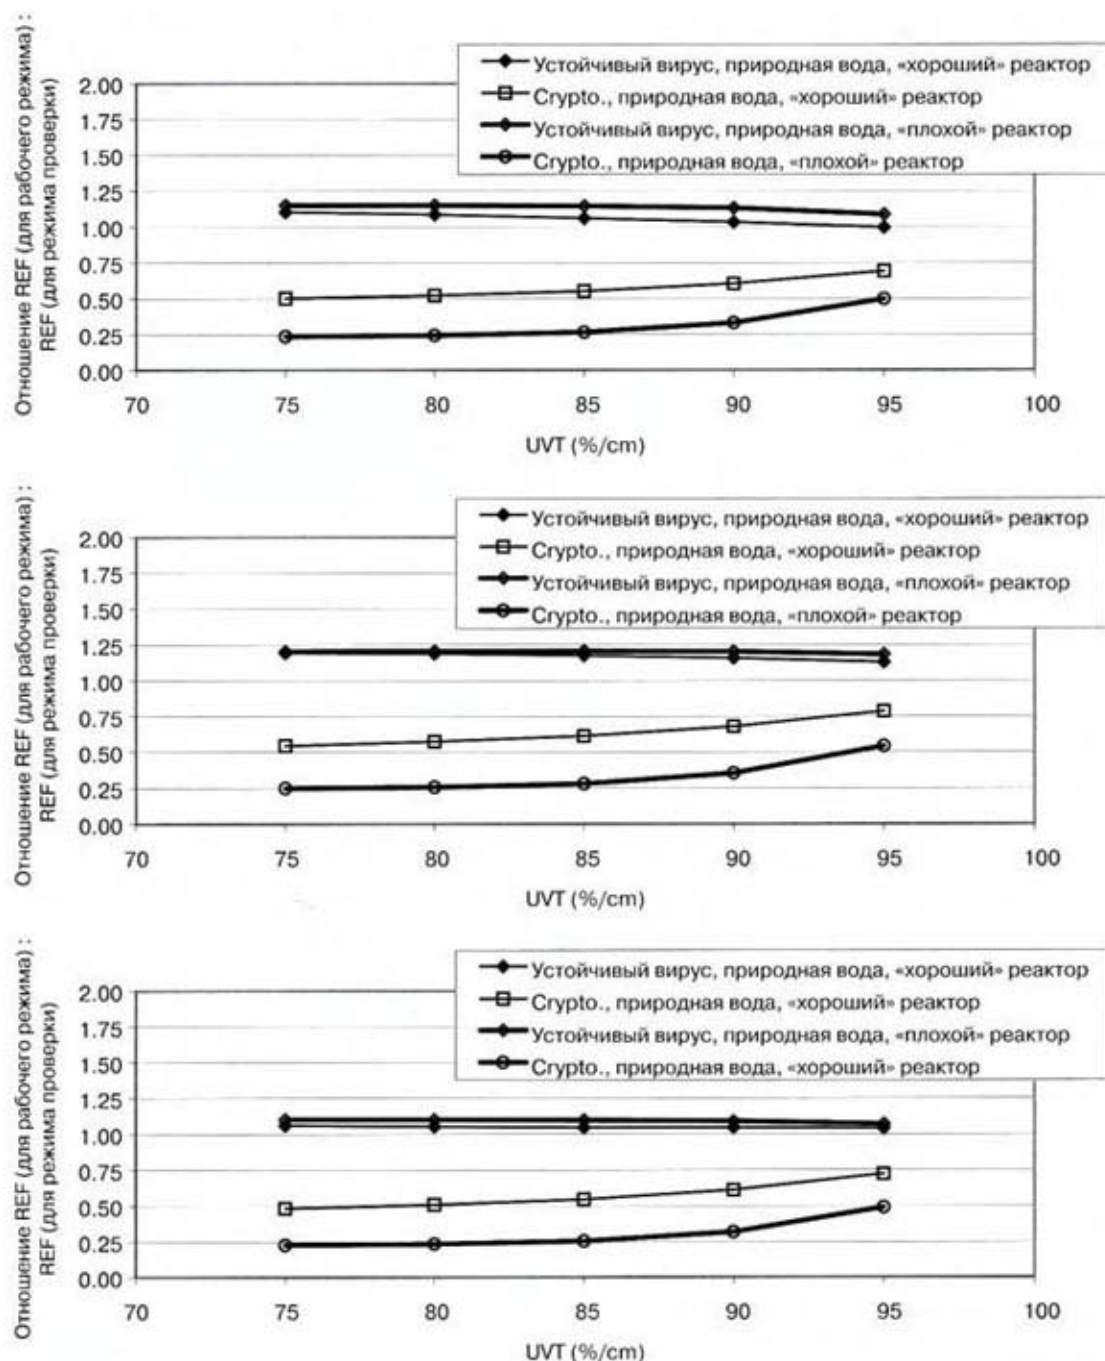 Отношение REF (для рабочего режима) :
REF (для режима проверки)
Устойчивый вирус, природная вода, «хороший» реактор
Crypto., природная вода, «хороший» реактор
Устойчивый вирус, природная вода, «плохой» реактор
Crypto., природная вода, «плохой» реактор
2.00
1.75
1.50
1.25
1.00
0.75
0.50
0.25
0.00
70 75 80 85 90 95 100
UVT (%/cm)
Отношение REF (для рабочего режима) :
REF (для режима проверки)
Устойчивый вирус, природная вода, «хороший» реактор
Crypto., природная вода, «хороший» реактор
Устойчивый вирус, природная вода, «плохой» реактор
Crypto., природная вода, «плохой» реактор
2.00
1.75
1.50
1.25
1.00
0.75
0.50
0.25
0.00
70 75 80 85 90 95 100
UVT (%/cm)
Отношение REF (для рабочего режима) :
REF (для режима проверки)
Устойчивый вирус, природная вода, «хороший» реактор
Crypto., природная вода, «хороший» реактор
Устойчивый вирус, природная вода, «плохой» реактор
Crypto., природная вода, «хороший» реактор
2.00
1.75
1.50
1.25
1.00
0.75
0.50
0.25
0.00
70 75 80 85 90 95 100
UVT (%/cm)